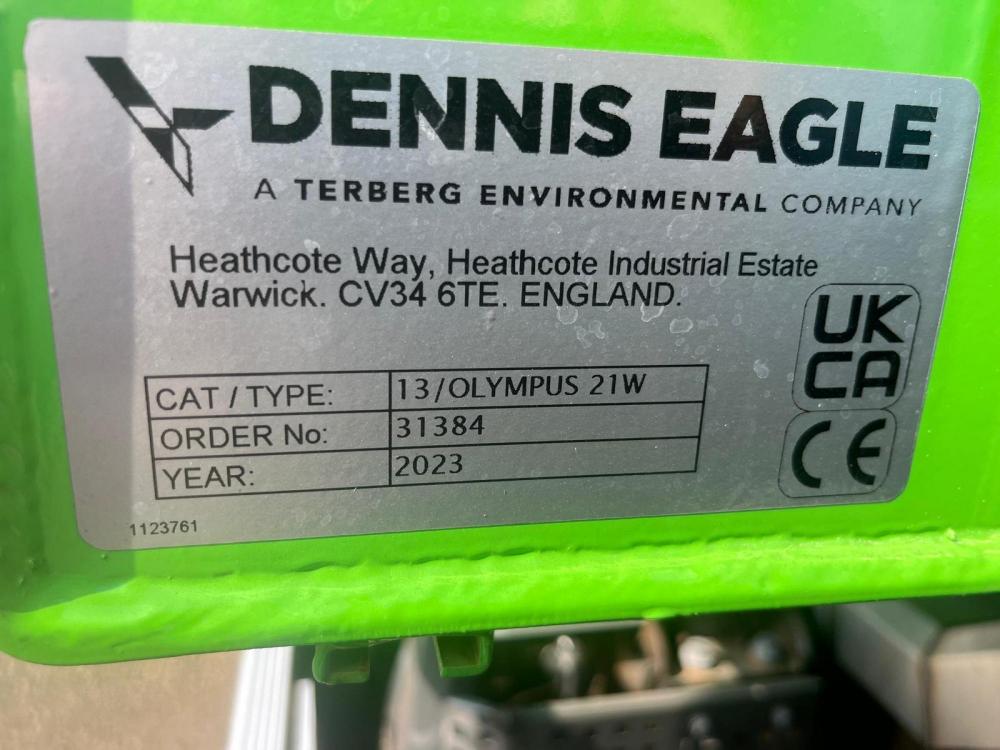 DENNIS EAGLE
A TERBERG ENVIRONMENTAL COMPANY
Heathcote Way, Heathcote Industrial Estate
Warwick. CV34 6TE. ENGLAND.
UK
CA
CAT / TYPE: 13/OLYMPUS 21W
ORDER No: 31384
CE
YEAR: 2023
1123761